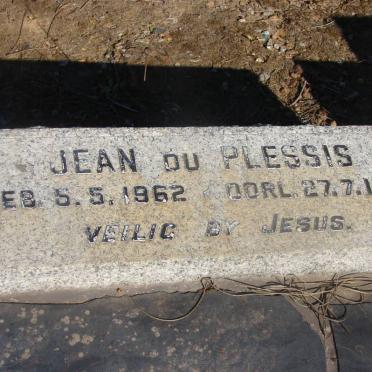 JEAN DU PLESSIS
EB. 5.5.1962 OORL. 27.7.1
VEILIG BY JESUS.